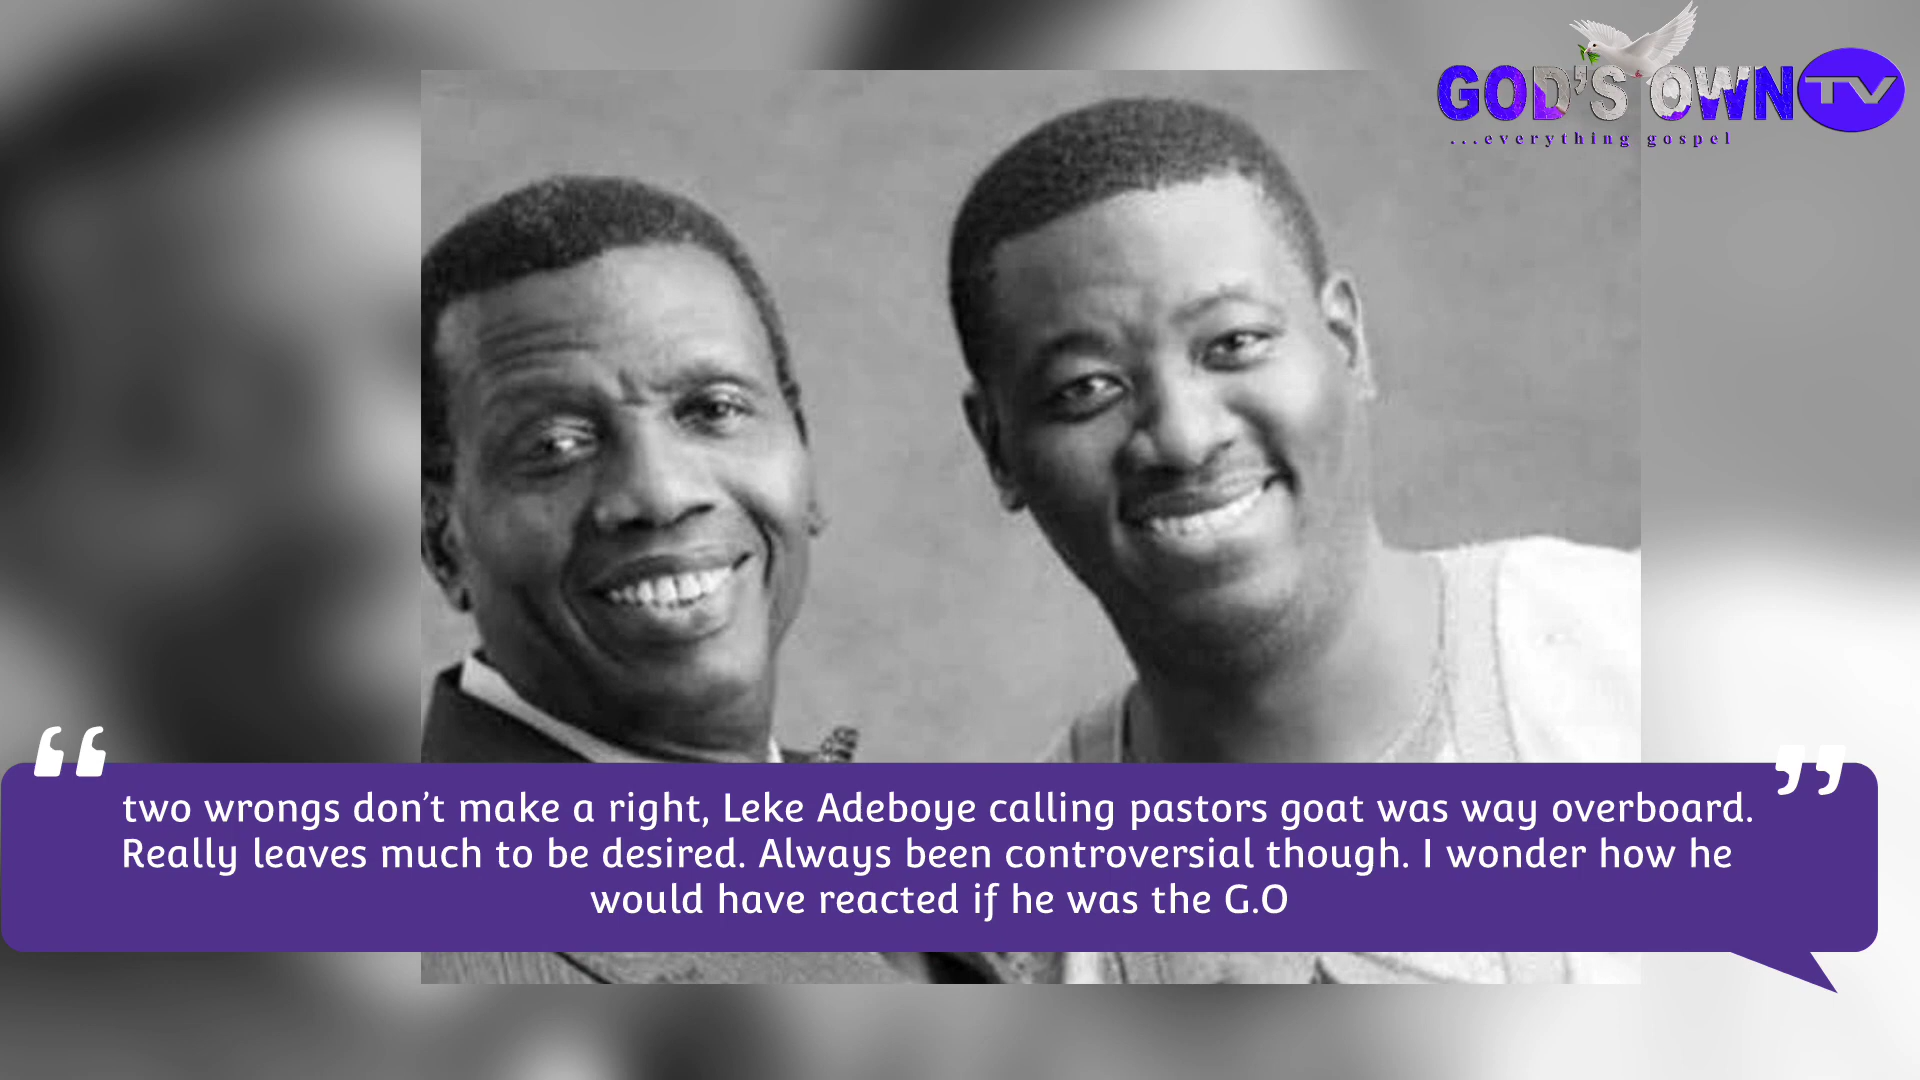 GOD'S OWN TV
...everything gospel
“ ”
two wrongs don’t make a right, Leke Adeboye calling pastors goat was way overboard.
Really leaves much to be desired. Always been controversial though. I wonder how he
would have reacted if he was the G.O